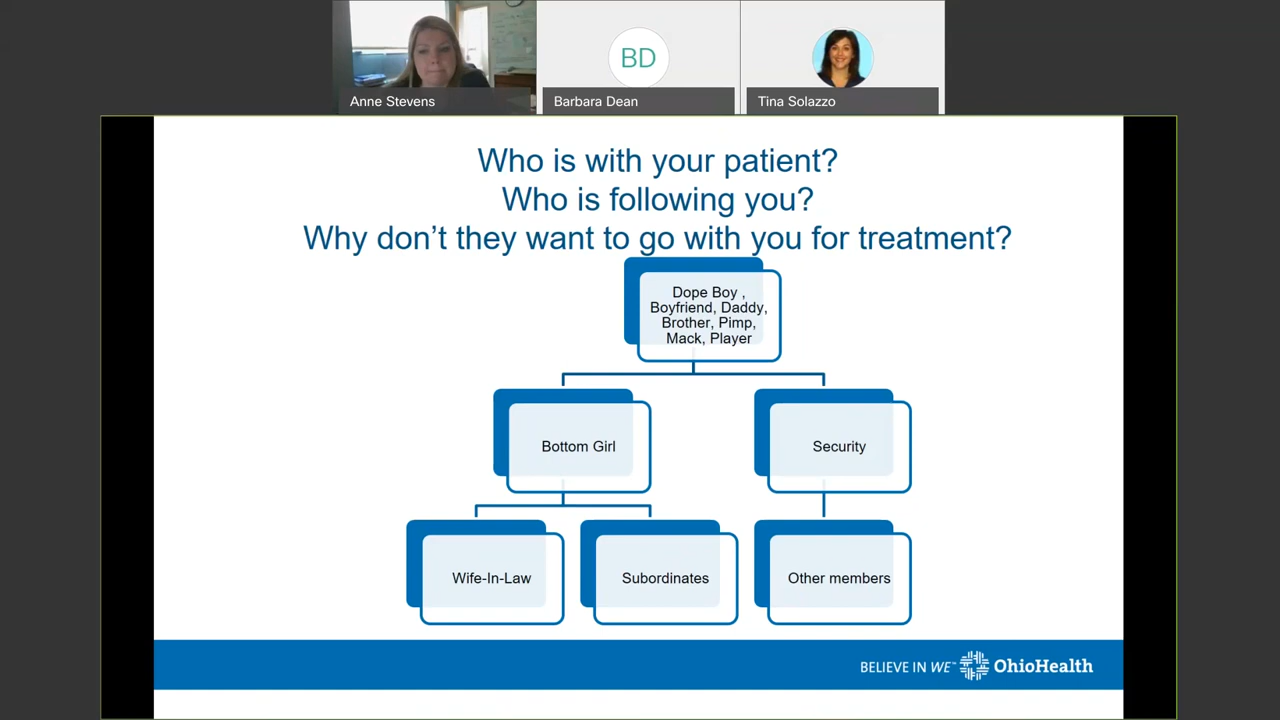 BD
Anne Stevens
Barbara Dean
Tina Solazzo
Who is with your patient?
Who is following you?
Why don’t they want to go with you for treatment?
Dope Boy ,
Boyfriend, Daddy,
Brother, Pimp,
Mack, Player
Bottom Girl
Security
Wife-In-Law
Subordinates
Other members
BELIEVE IN WE™ OhioHealth